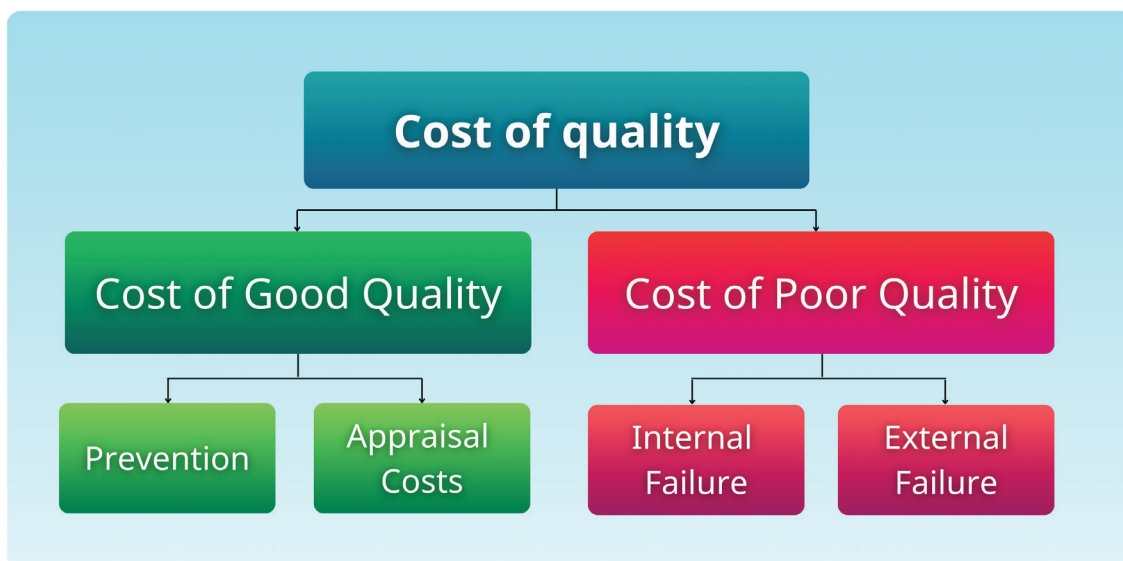 Cost of quality
Cost of Good Quality
Cost of Poor Quality
Prevention
Appraisal
Costs
Internal
Failure
External
Failure